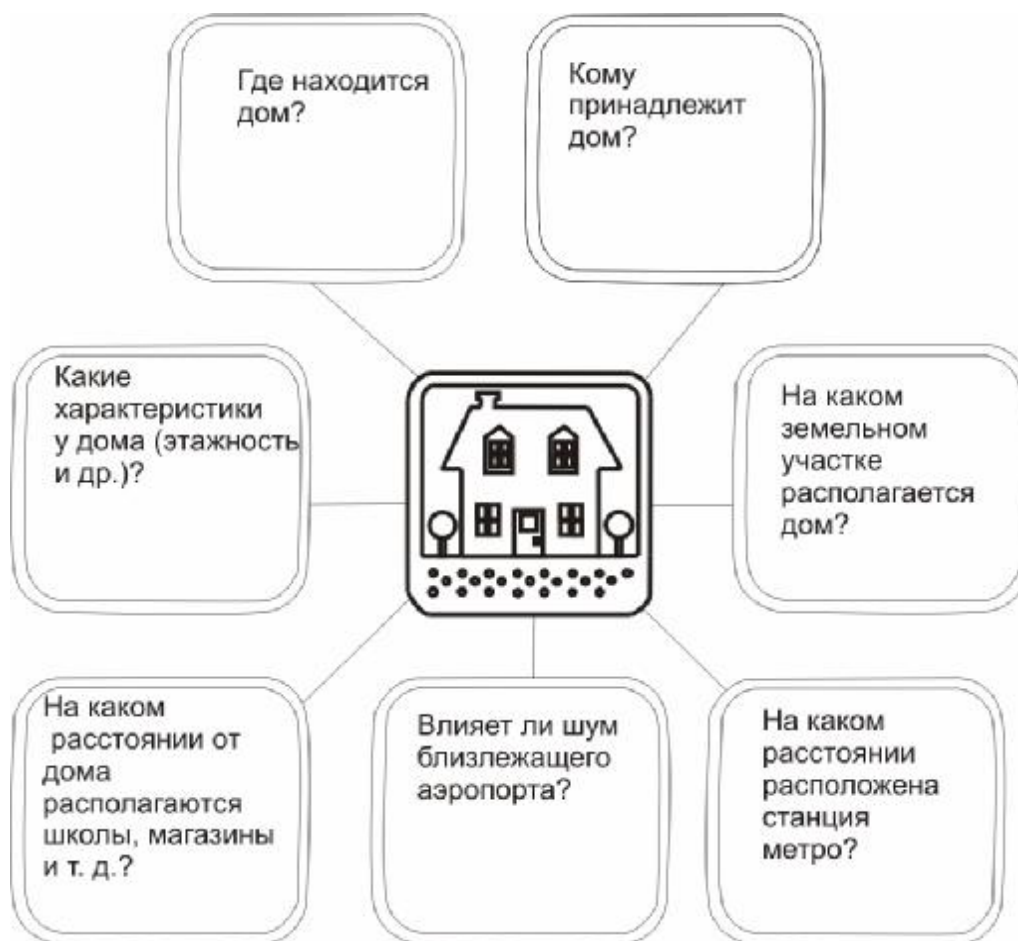 Где находится
дом?
Кому
принадлежит
дом?
Какие
характеристики
у дома (этажность
и др.)?
На каком
земельном
участке
располагается
дом?
На каком
расстоянии от
дома
располагаются
школы, магазины
и т. д.?
Влияет ли шум
близлежащего
аэропорта?
На каком
расстоянии
расположена
станция
метро?